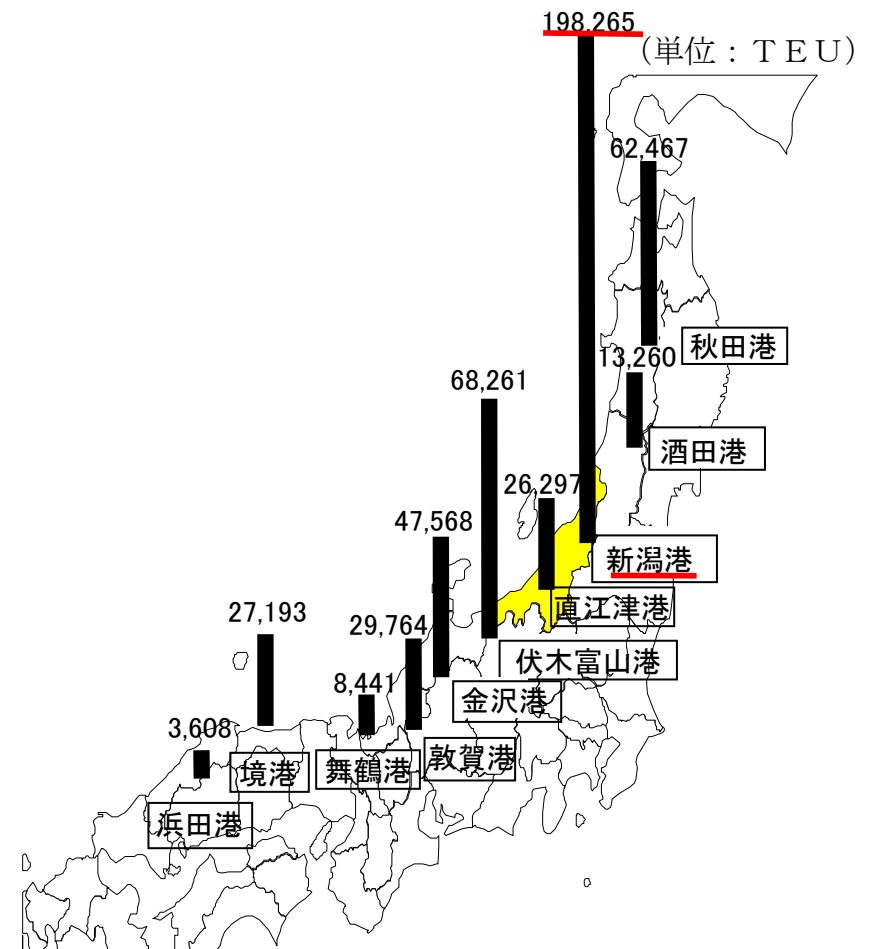 198,265
（単位：ＴＥＵ）
62,467
秋田港
13,260
68,261
酒田港
26,297
47,568
新潟港
直江津港
27,193
29,764
伏木富山港
8,441
金沢港
3,608
敦賀港
境港
舞鶴港
浜田港